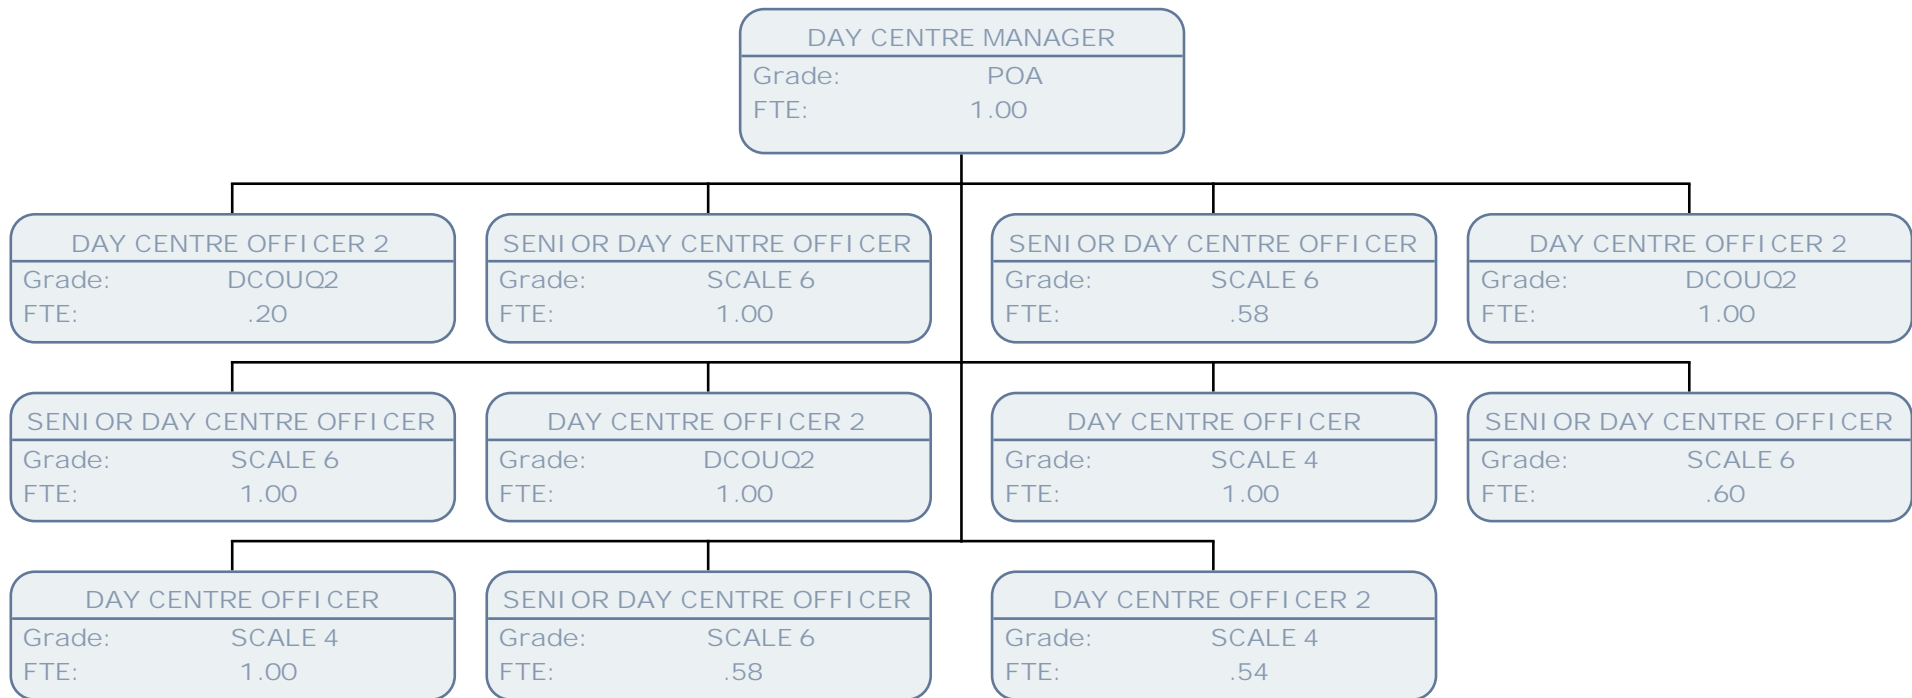 DAY CENTRE MANAGER
Grade: POA
FTE: 1.00
DAY CENTRE OFFICER 2
Grade: DCOUQ2
FTE: .20
SENIOR DAY CENTRE OFFICER
Grade: SCALE 6
FTE: 1.00
SENIOR DAY CENTRE OFFICER
Grade: SCALE 6
FTE: .58
DAY CENTRE OFFICER 2
Grade: DCOUQ2
FTE: 1.00
SENIOR DAY CENTRE OFFICER
Grade: SCALE 6
FTE: 1.00
DAY CENTRE OFFICER 2
Grade: DCOUQ2
FTE: 1.00
DAY CENTRE OFFICER
Grade: SCALE 4
FTE: 1.00
SENIOR DAY CENTRE OFFICER
Grade: SCALE 6
FTE: .60
DAY CENTRE OFFICER
Grade: SCALE 4
FTE: 1.00
SENIOR DAY CENTRE OFFICER
Grade: SCALE 6
FTE: .58
DAY CENTRE OFFICER 2
Grade: SCALE 4
FTE: .54